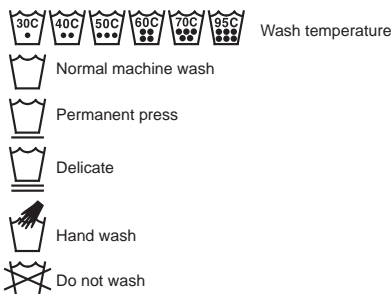 30C 40C 50C 60C 70C 95C Wash temperature
Normal machine wash
Permanent press
Delicate
Hand wash
Do not wash